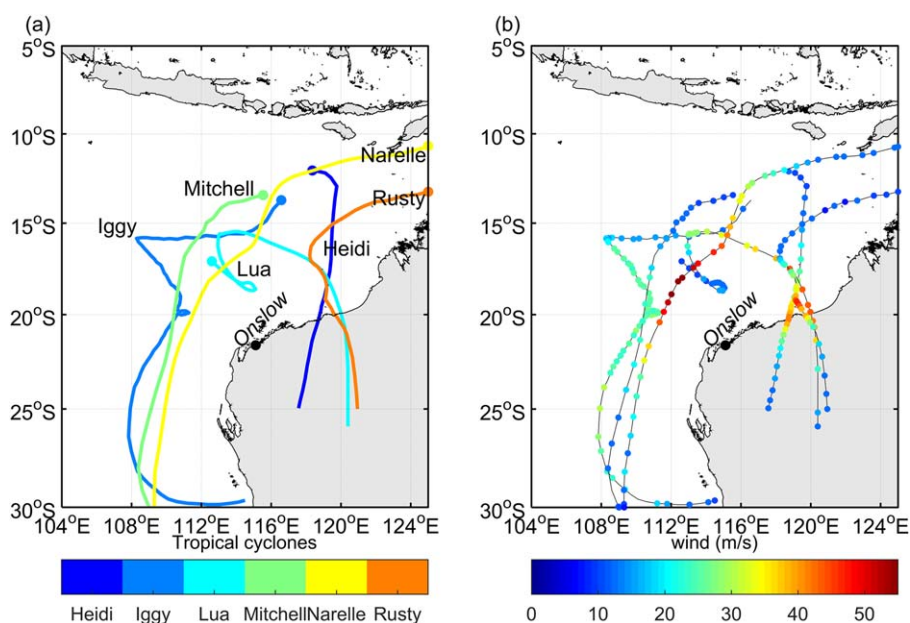 (a)
5°S
10°S
15°S
20°S
25°S
30°S
104°E
108°E
112°E
116°E
120°E
124°E
Narelle
Mitchell
Rusty
Iggy
Heidi
Lua
Onslow
Tropical cyclones
Heidi Iggy Lua Mitchell Narelle Rusty
(b)
5°S
10°S
15°S
20°S
25°S
30°S
104°E
108°E
112°E
116°E
120°E
124°E
Onslow
wind (m/s)
0 10 20 30 40 50